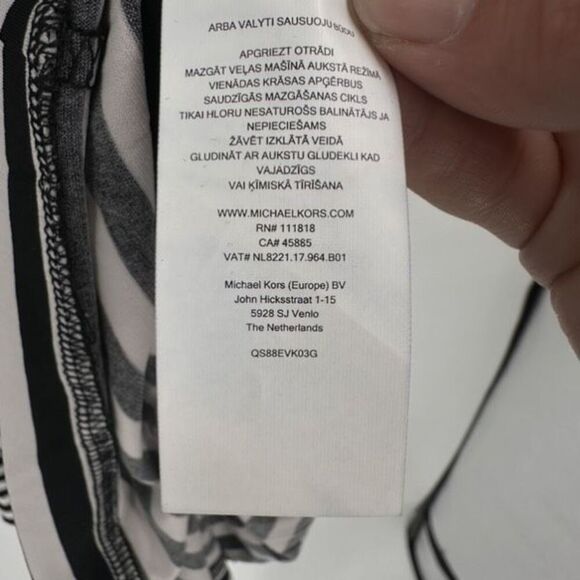 ARBA VALYTI SAUSUOJU BŪDU
APGRIEZT OTRĀDI
MAZGĀT VEĻAS MAŠĪNĀ AUKSTĀ REŽĪMĀ
VIENĀDAS KRĀSAS APĢĒRBUS
SAUDZĪGĀS MAZGĀŠANAS CIKLS
TIKAI HLORU NESATUROŠS BALINĀTĀJS JA
NEPIECIEŠAMS
ŽĀVĒT IZKLĀTĀ VEIDĀ
GLUDINĀT AR AUKSTU GLUDEKLI KAD
VAJADZĪGS
VAI ĶĪMISKĀ TĪRĪŠANA
WWW.MICHAELKORS.COM
RN# 111818
CA# 45885
VAT# NL8221.17.964.B01
Michael Kors (Europe) BV
John Hicksstraat 1-15
5928 SJ Venlo
The Netherlands
QS88EVK03G